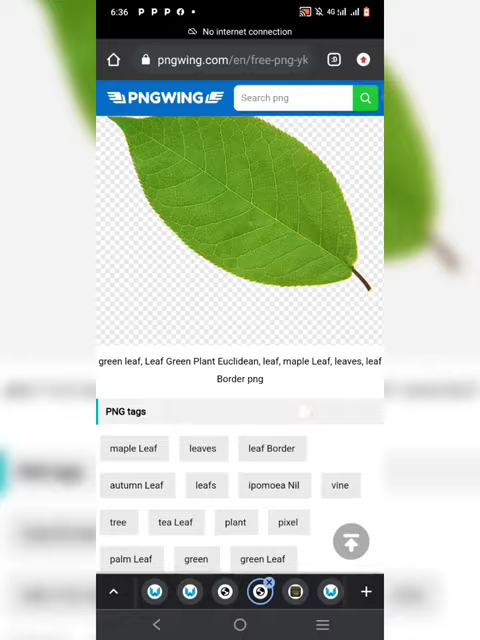 6:36 P P P 4G
No internet connection
pngwing.com/en/free-png-yk :D
PNGWING Search png
green leaf, Leaf Green Plant Euclidean, leaf, maple Leaf, leaves, leaf
Border png
PNG tags
maple Leaf leaves leaf Border
autumn Leaf leafs ipomoea Nil vine
tree tea Leaf plant pixel
palm Leaf green green Leaf